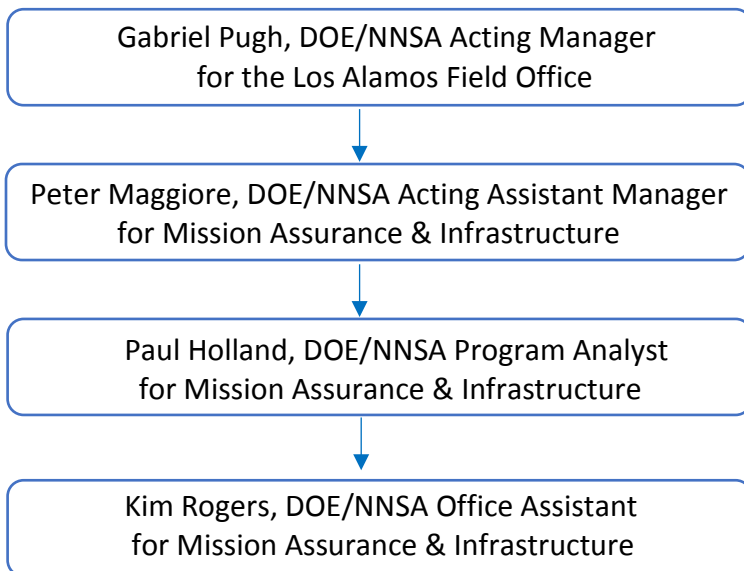 Gabriel Pugh, DOE/NNSA Acting Manager
for the Los Alamos Field Office
Peter Maggiore, DOE/NNSA Acting Assistant Manager
for Mission Assurance & Infrastructure
Paul Holland, DOE/NNSA Program Analyst
for Mission Assurance & Infrastructure
Kim Rogers, DOE/NNSA Office Assistant
for Mission Assurance & Infrastructure